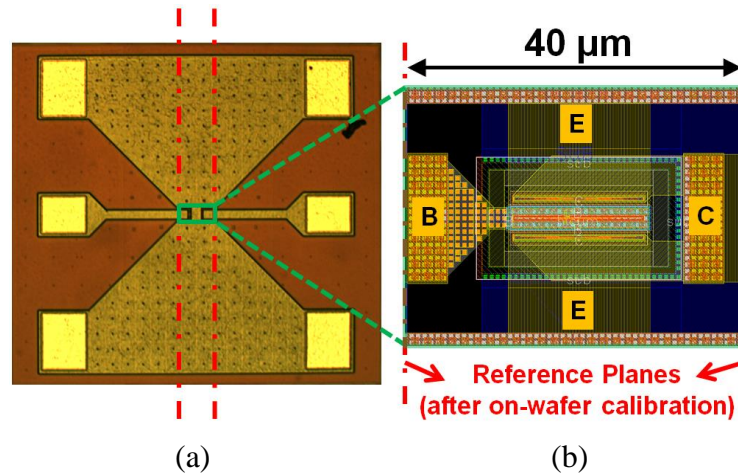 40 µm
E
B
C
E
Reference Planes
(after on-wafer calibration)
(a)
(b)